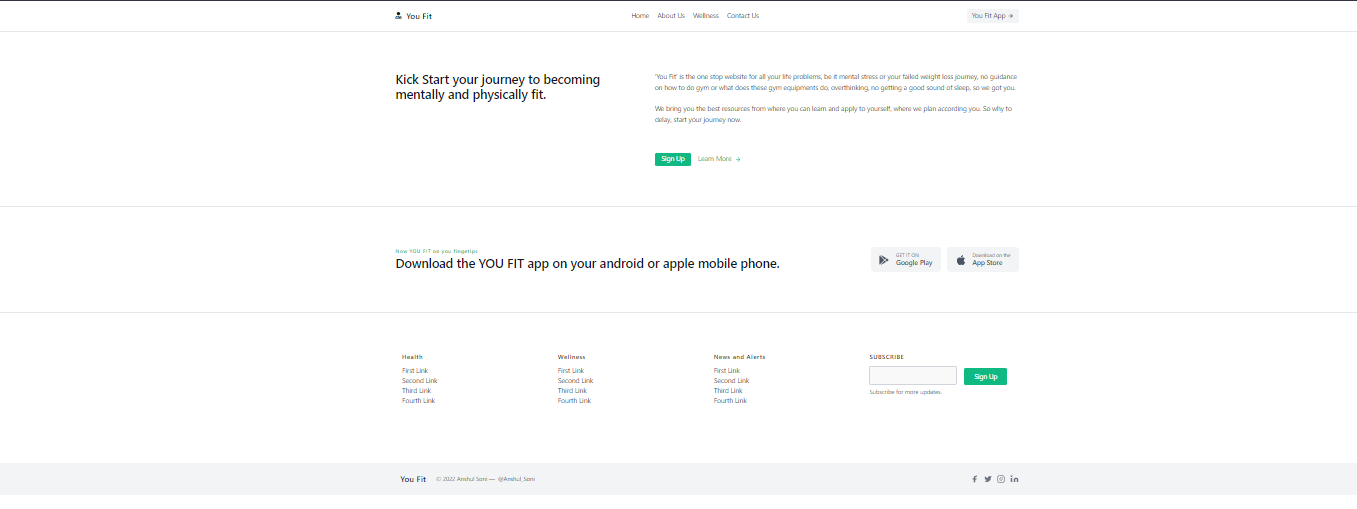 You Fit
Home About Us Wellness Contact Us
You Fit App →
Kick Start your journey to becoming
mentally and physically fit.
'You Fit' is the one stop website for all your life problems, be it mental stress or your failed weight loss journey, no guidance
on how to do gym or what does these gym equipments do, overthinking, no getting a good sound of sleep, so we got you.
We bring you the best resources from where you can learn and apply to yourself, where we plan according you. So why to
delay, start your journey now.
Sign Up Learn More →
Now YOU FIT on you fingetips
Download the YOU FIT app on your android or apple mobile phone.
GET IT ON
Google Play
Download on the
App Store
Health
First Link
Second Link
Third Link
Fourth Link
Wellness
First Link
Second Link
Third Link
Fourth Link
News and Alerts
First Link
Second Link
Third Link
Fourth Link
SUBSCRIBE
Sign Up
Subscribe for more updates.
You Fit © 2022 Anshul Soni — @Anshul_Soni